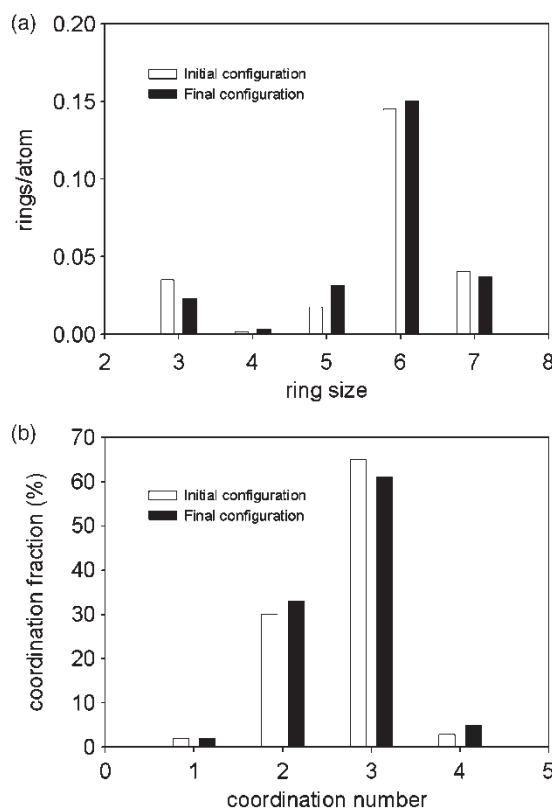 (a)
0.20
0.15
0.10
0.05
0.00
rings/atom
Initial configuration
Final configuration
2 3 4 5 6 7 8
ring size
(b)
70
60
50
40
30
20
10
0
coordination fraction (%)
Initial configuration
Final configuration
0 1 2 3 4 5
coordination number